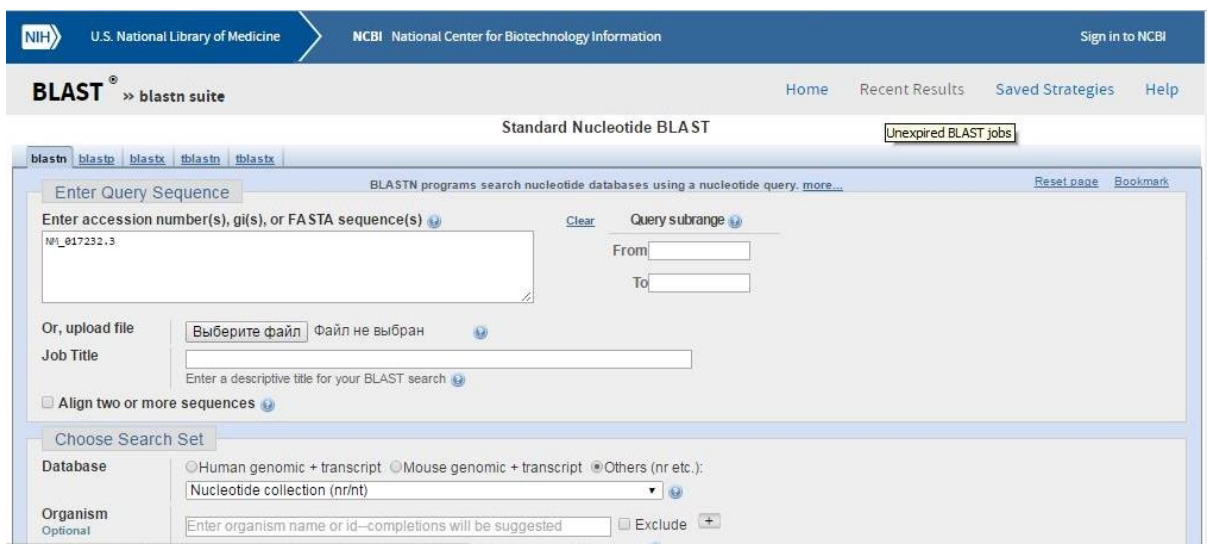 NIH U.S. National Library of Medicine NCBI National Center for Biotechnology Information Sign in to NCBI
BLAST ® » blastn suite Home Recent Results Saved Strategies Help
Standard Nucleotide BLAST Unexpired BLAST jobs
blastn blastp blastx tblastn tblastx
Enter Query Sequence BLASTN programs search nucleotide databases using a nucleotide query. more... Reset page Bookmark
Enter accession number(s), gi(s), or FASTA sequence(s) Clear Query subrange
NM_017232.3
From
To
Or, upload file Выберите файл Файл не выбран
Job Title
Enter a descriptive title for your BLAST search
Align two or more sequences
Choose Search Set
Database Human genomic + transcript Mouse genomic + transcript Others (nr etc.):
Nucleotide collection (nr/nt)
Organism
Optional
Enter organism name or id--completions will be suggested Exclude +